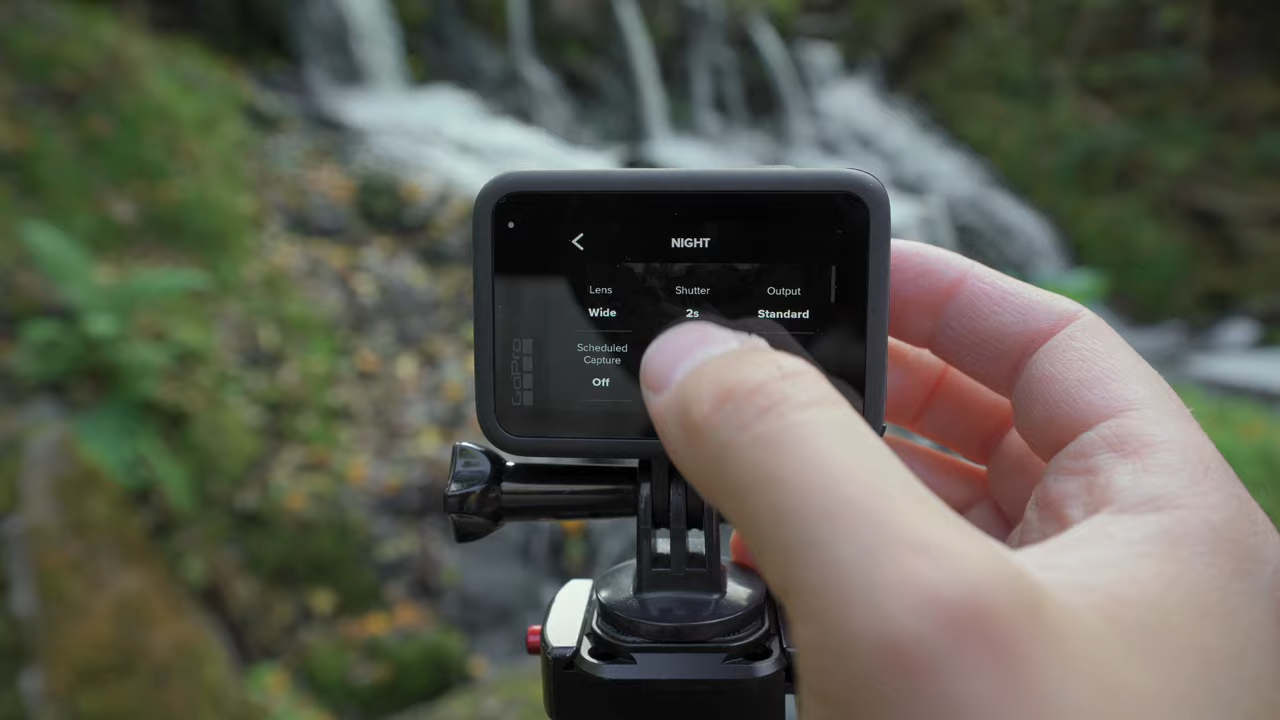 NIGHT
Lens
Shutter
Output
Wide
2s
Standard
Scheduled
Capture
Off
GoPro